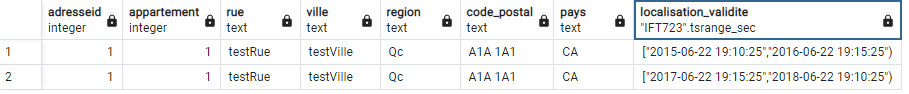 adresseid appartement rue ville region code_postal pays localisation_validite
integer integer text text text text text "IFT723".tsrange_sec
1 1 1 testRue testVille Qc A1A 1A1 CA ["2015-06-22 19:10:25","2016-06-22 19:15:25")
2 1 1 testRue testVille Qc A1A 1A1 CA ["2017-06-22 19:15:25","2018-06-22 19:10:25")